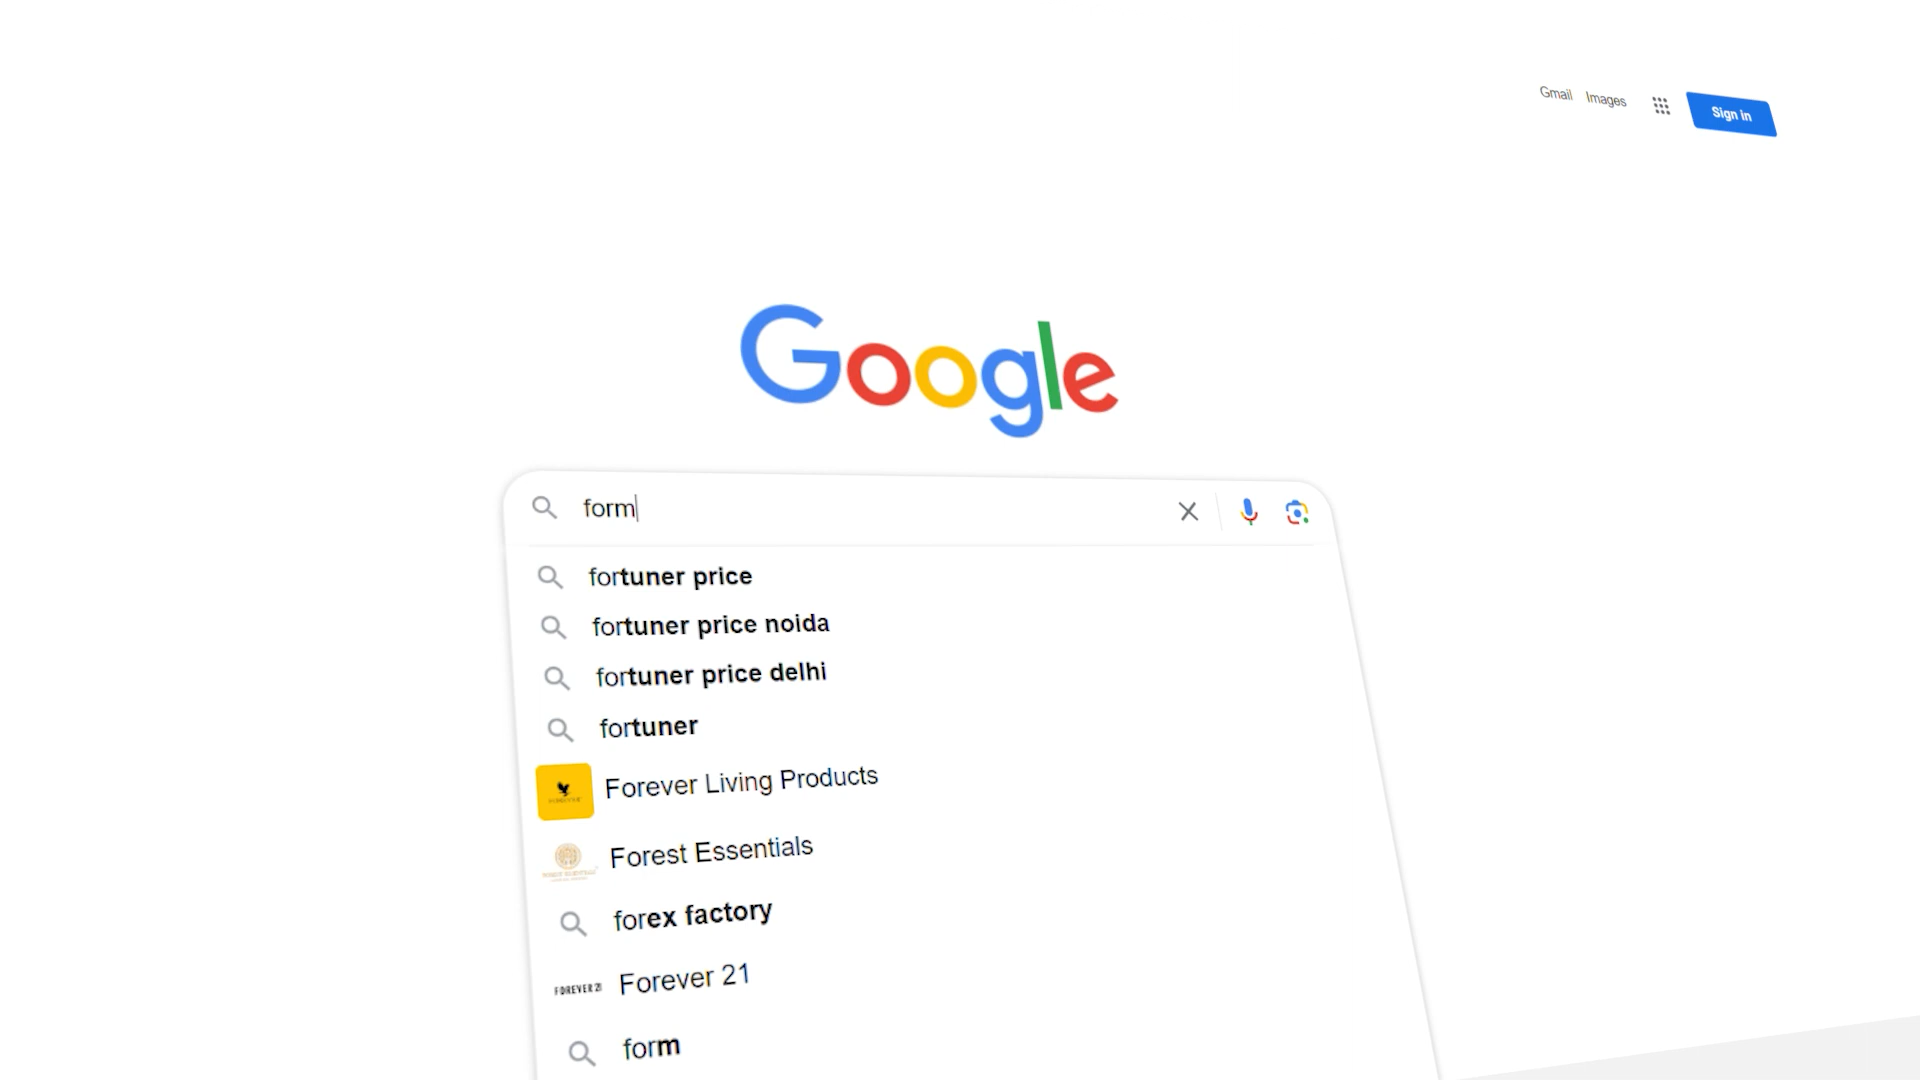 Gmail Images Sign in
Google
form
fortuner price
fortuner price noida
fortuner price delhi
fortuner
Forever Living Products
Forest Essentials
forex factory
FOREVER 21 Forever 21
form